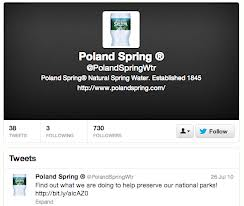 POLAND
SPRING
Poland Spring ®
@PolandSpringWtr
Poland Spring® Natural Spring Water. Established 1845
http://www.polandspring.com/
38 3 730
TWEETS FOLLOWING FOLLOWERS
Follow
Tweets
Poland Spring ® @PolandSpringWtr 26 Jul 10
Find out what we are doing to help preserve our national parks!
http://bit.ly/alcAZ0
Expand